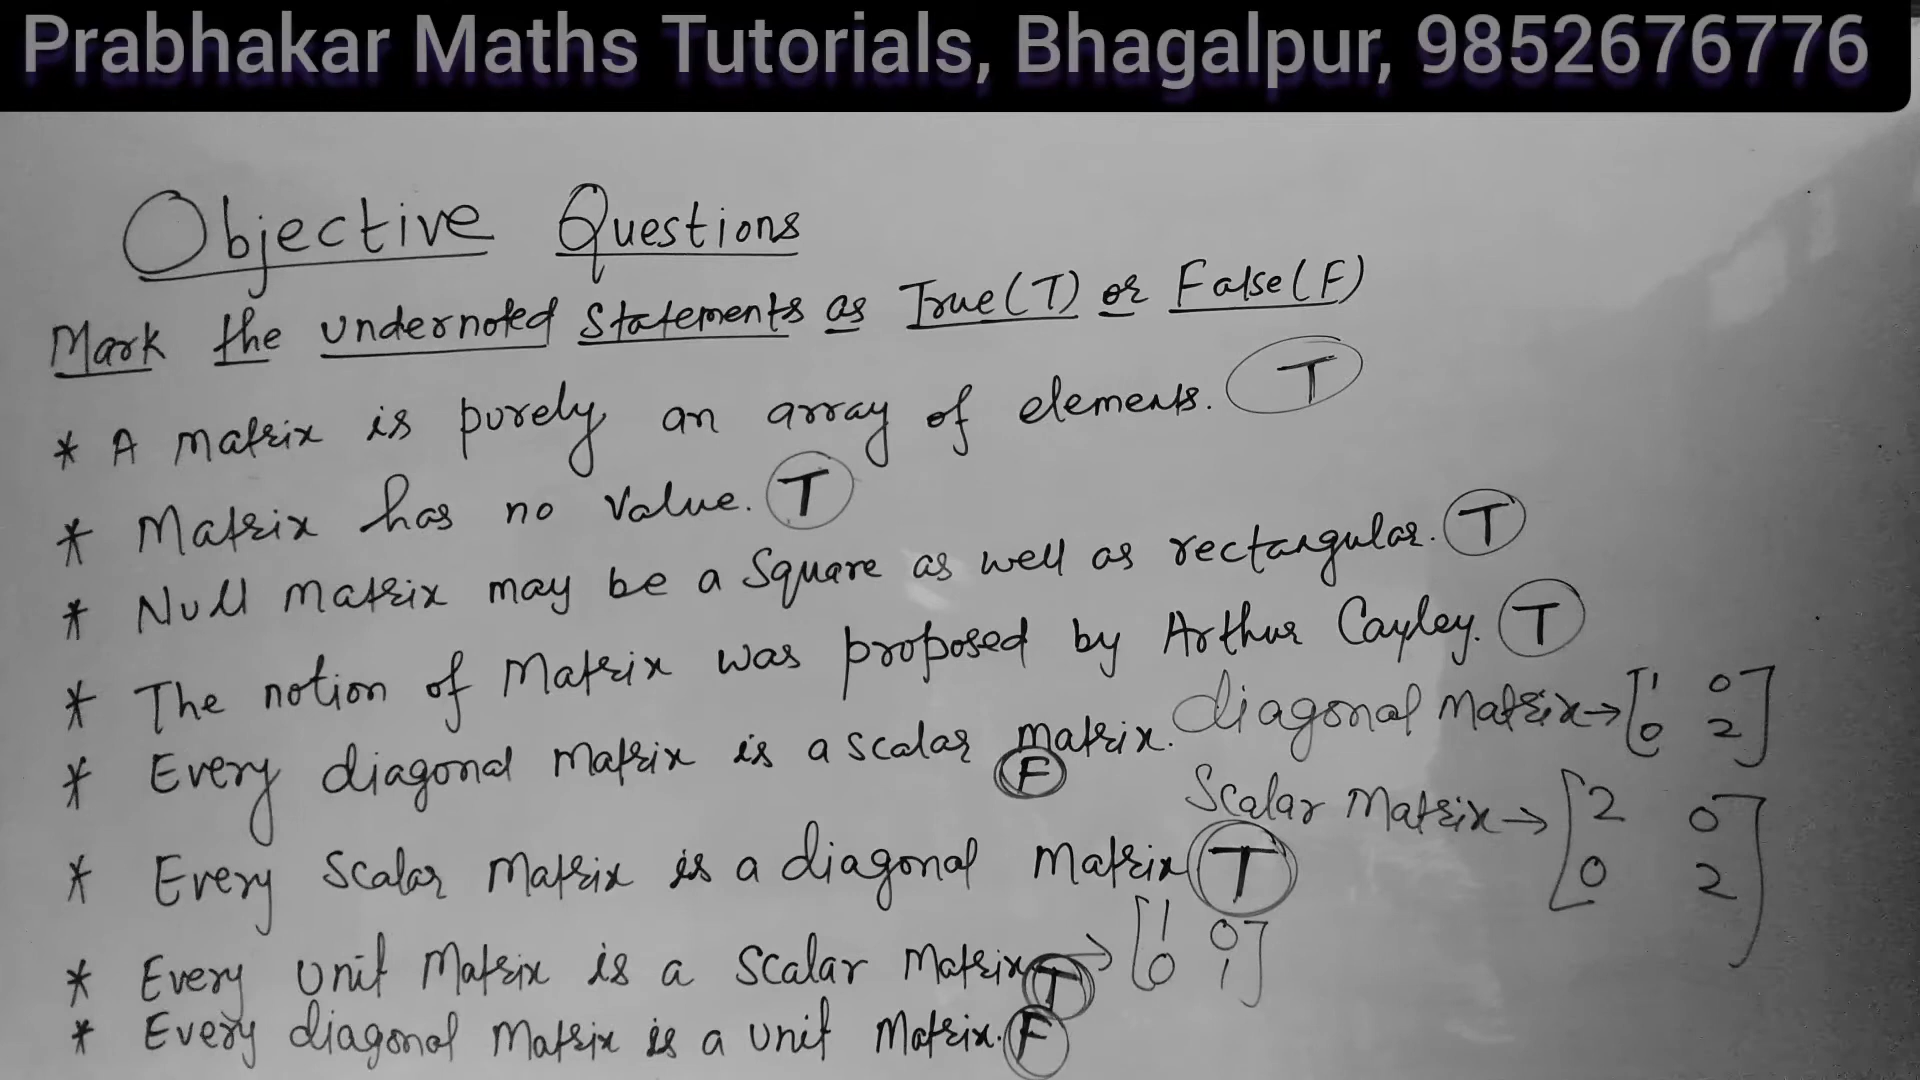 Prabhakar Maths Tutorials, Bhagalpur, 9852676776
Objective Questions
Mark the undernoted statements as True(T) or False(F)
* A matrix is purely an array of elements. T
* Matrix has no value. T
* Null matrix may be a square as well as rectangular. T
* The notion of Matrix was proposed by Arthur Cayley. T
* Every diagonal matrix is a scalar matrix. F
diagonal matrix → [1 0
0 2]
Scalar Matrix → [2 0
0 2]
* Every scalar matrix is a diagonal matrix T
* Every unit matrix is a scalar matrix T → [1 0
0 1]
* Every diagonal matrix is a unit matrix. F